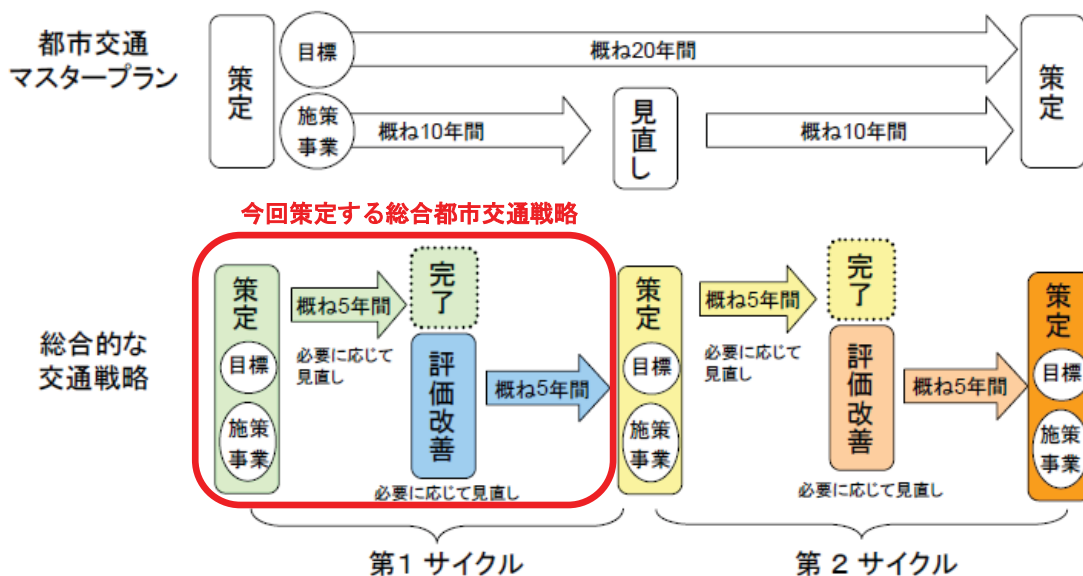 都市交通
マスタープラン
策定
目標
概ね20年間
施策
事業
概ね10年間
見直し
概ね10年間
策定
今回策定する総合都市交通戦略
総合的な
交通戦略
策定
目標
施策
事業
概ね5年間
必要に応じて
見直し
完了
評価改善
概ね5年間
必要に応じて見直し
策定
目標
施策
事業
概ね5年間
必要に応じて
見直し
完了
評価改善
概ね5年間
必要に応じて見直し
策定
目標
施策
事業
第1 サイクル
第 2 サイクル